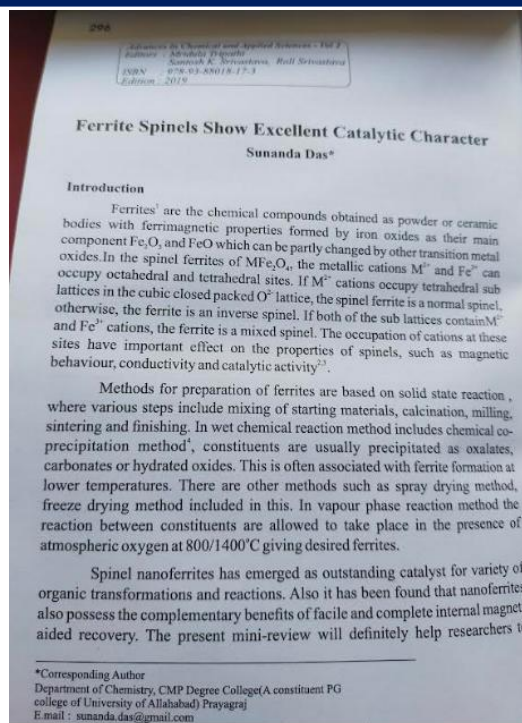 296
Advances in Chemical and Applied Sciences - Vol 1
Editors : Mridula Tripathi
Santosh K. Srivastava, Roli Srivastava
ISBN : 978-93-88018-17-3
Edition : 2019
Ferrite Spinels Show Excellent Catalytic Character
Sunanda Das*
Introduction
Ferrites¹ are the chemical compounds obtained as powder or ceramic
bodies with ferrimagnetic properties formed by iron oxides as their main
component Fe₂O₃ and FeO which can be partly changed by other transition metal
oxides.In the spinel ferrites of MFe₂O₄, the metallic cations M²⁺ and Fe³⁺ can
occupy octahedral and tetrahedral sites. If M²⁺ cations occupy tetrahedral sub
lattices in the cubic closed packed O²⁻ lattice, the spinel ferrite is a normal spinel,
otherwise, the ferrite is an inverse spinel. If both of the sub lattices containM²⁺
and Fe³⁺ cations, the ferrite is a mixed spinel. The occupation of cations at these
sites have important effect on the properties of spinels, such as magnetic
behaviour, conductivity and catalytic activity²,³.
Methods for preparation of ferrites are based on solid state reaction ,
where various steps include mixing of starting materials, calcination, milling,
sintering and finishing. In wet chemical reaction method includes chemical co-
precipitation method⁴, constituents are usually precipitated as oxalates,
carbonates or hydrated oxides. This is often associated with ferrite formation at
lower temperatures. There are other methods such as spray drying method,
freeze drying method included in this. In vapour phase reaction method the
reaction between constituents are allowed to take place in the presence of
atmospheric oxygen at 800/1400°C giving desired ferrites.
Spinel nanoferrites has emerged as outstanding catalyst for variety of
organic transformations and reactions. Also it has been found that nanoferrites
also possess the complementary benefits of facile and complete internal magnet
aided recovery. The present mini-review will definitely help researchers t
*Corresponding Author
Department of Chemistry, CMP Degree College(A constituent PG
college of University of Allahabad) Prayagraj
E.mail : sunanda.das@gmail.com